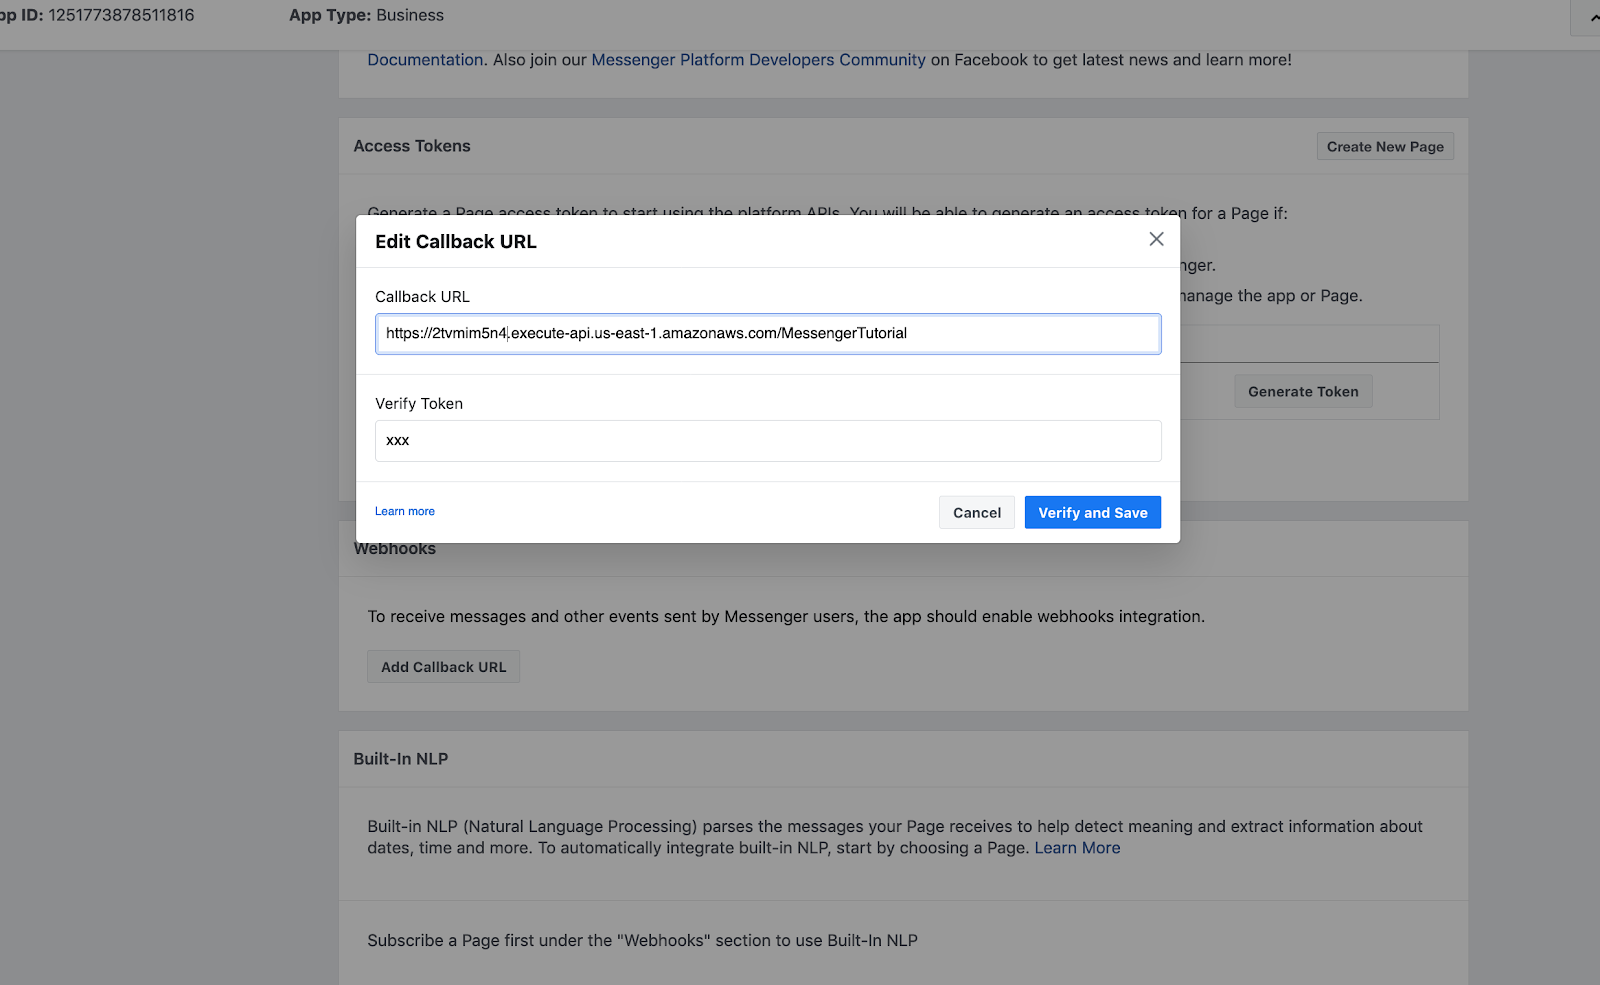 pp ID: 1251773878511816 App Type: Business
Documentation. Also join our Messenger Platform Developers Community on Facebook to get latest news and learn more!
Access Tokens
Create New Page
Generate a Page access token to start using the platform APIs. You will be able to generate an access token for a Page if:
nger.
manage the app or Page.
Generate Token
Edit Callback URL
Callback URL
https://2tvmim5n4.execute-api.us-east-1.amazonaws.com/MessengerTutorial
Verify Token
xxx
Learn more
Cancel
Verify and Save
Webhooks
To receive messages and other events sent by Messenger users, the app should enable webhooks integration.
Add Callback URL
Built-In NLP
Built-in NLP (Natural Language Processing) parses the messages your Page receives to help detect meaning and extract information about
dates, time and more. To automatically integrate built-in NLP, start by choosing a Page. Learn More
Subscribe a Page first under the "Webhooks" section to use Built-In NLP